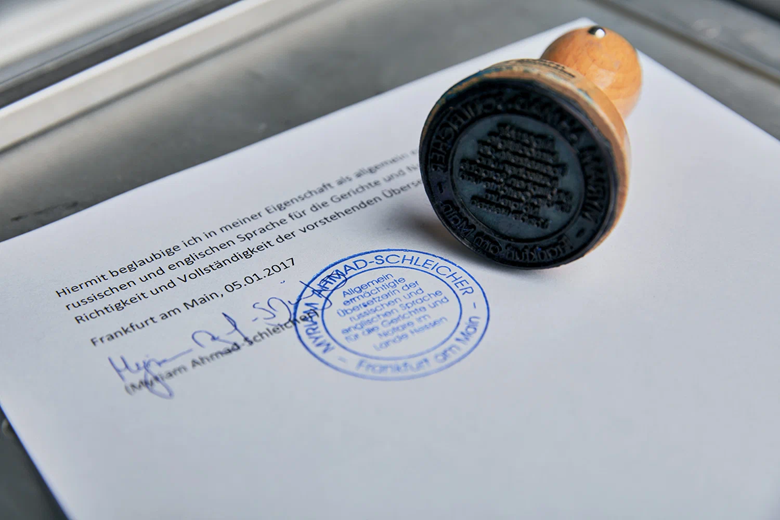 Hiermit beglaubige ich in meiner Eigenschaft als allgemein
russischen und englischen Sprache für die Gerichte und
Richtigkeit und Vollständigkeit der vorstehenden
Frankfurt am Main, 05.01.2017
(Myriam Ahmad-Schleicher)
MYRIAM AHMAD-SCHLEICHER
Allgemein
ermächtigte
Übersetzerin der
russischen und
englischen Sprache
für die Gerichte und
Notare im
Lande Hessen
- Frankfurt am Main -